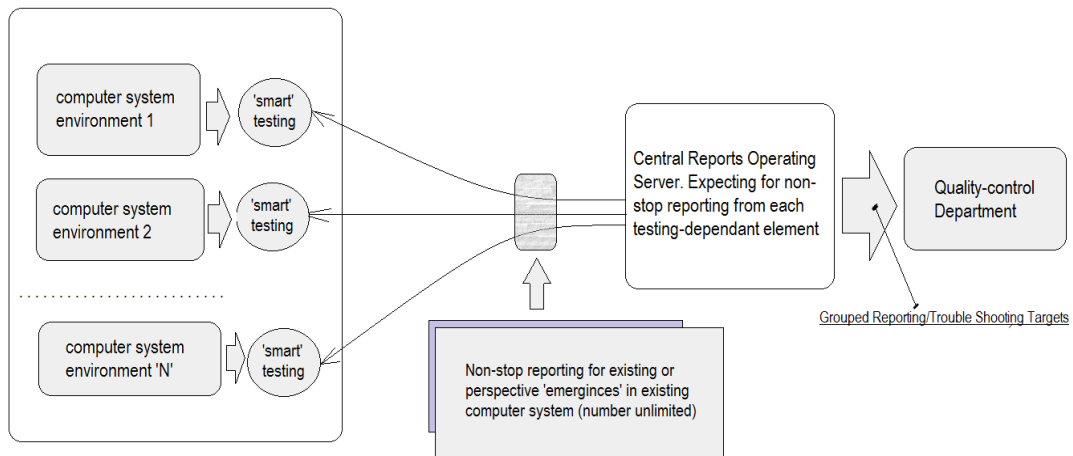 computer system
environment 1
'smart'
testing
computer system
environment 2
'smart'
testing
computer system
environment 'N'
'smart'
testing
Central Reports Operating
Server. Expecting for non-
stop reporting from each
testing-dependant element
Quality-control
Department
Grouped Reporting/Trouble Shooting Targets
Non-stop reporting for existing or
perspective 'emerginces' in existing
computer system (number unlimited)